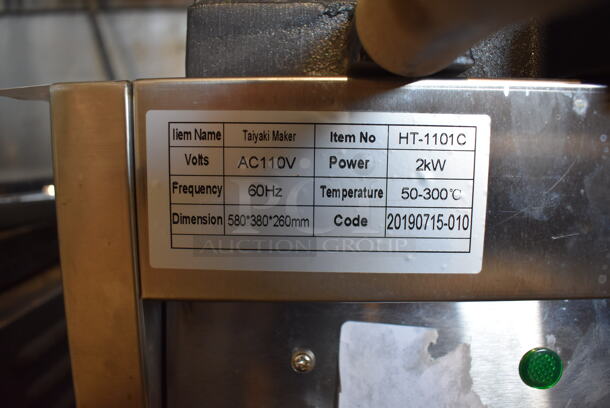 Iiem Name Taiyaki Maker Item No HT-1101C
Volts AC110V Power 2kW
Frequency 60Hz Temperature 50-300℃
Dimension 580*380*260mm Code 20190715-010
AUCTION GROUP